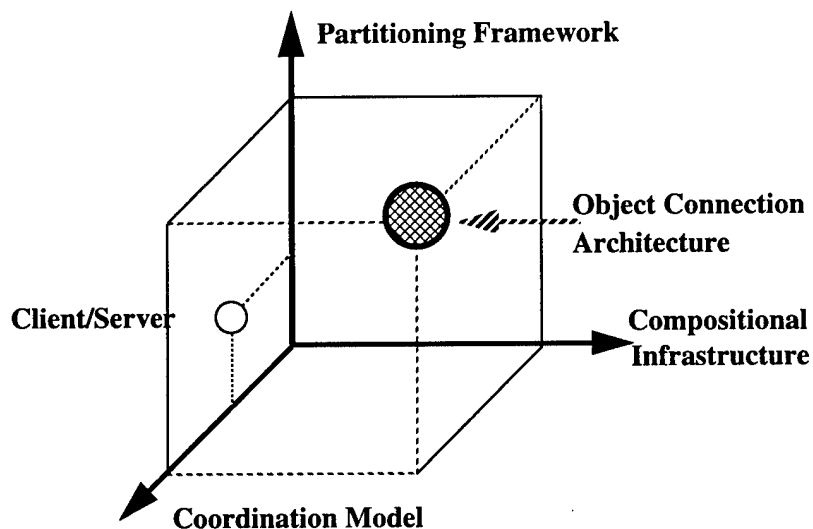 Partitioning Framework
Object Connection
Architecture
Client/Server
Compositional
Infrastructure
Coordination Model